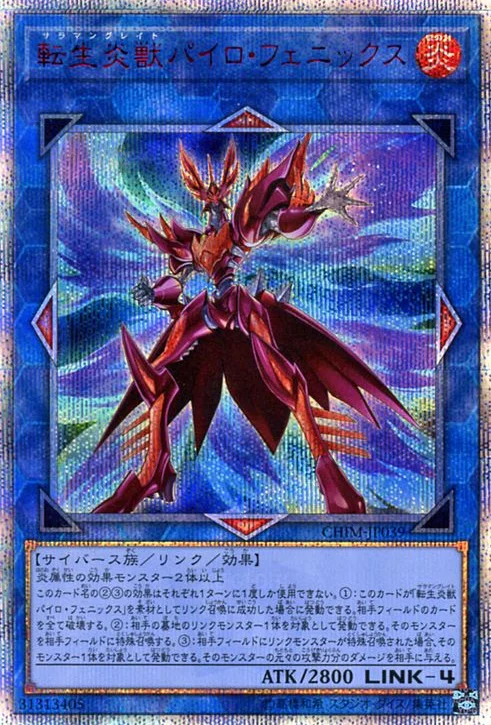 サラマングレイト
転生炎獣パイロ・フェニックス
炎
CHIM-JP039
【サイバース族／リンク／効果】
炎属性の効果モンスター2体以上
このカード名の②③の効果はそれぞれ1ターンに1度しか使用できない。①：このカードが「転生炎獣
パイロ・フェニックス」を素材としてリンク召喚に成功した場合に発動できる。相手フィールドのカード
を全て破壊する。②：相手の墓地のリンクモンスター1体を対象として発動できる。そのモンスター
を相手フィールドに特殊召喚する。③：相手フィールドにリンクモンスターが特殊召喚された場合、その
モンスター1体を対象として発動できる。そのモンスターの元々の攻撃力分のダメージを相手に与える。
ATK/2800 LINK-4
31313405
©高橋和希 スタジオ・ダイス/集英社